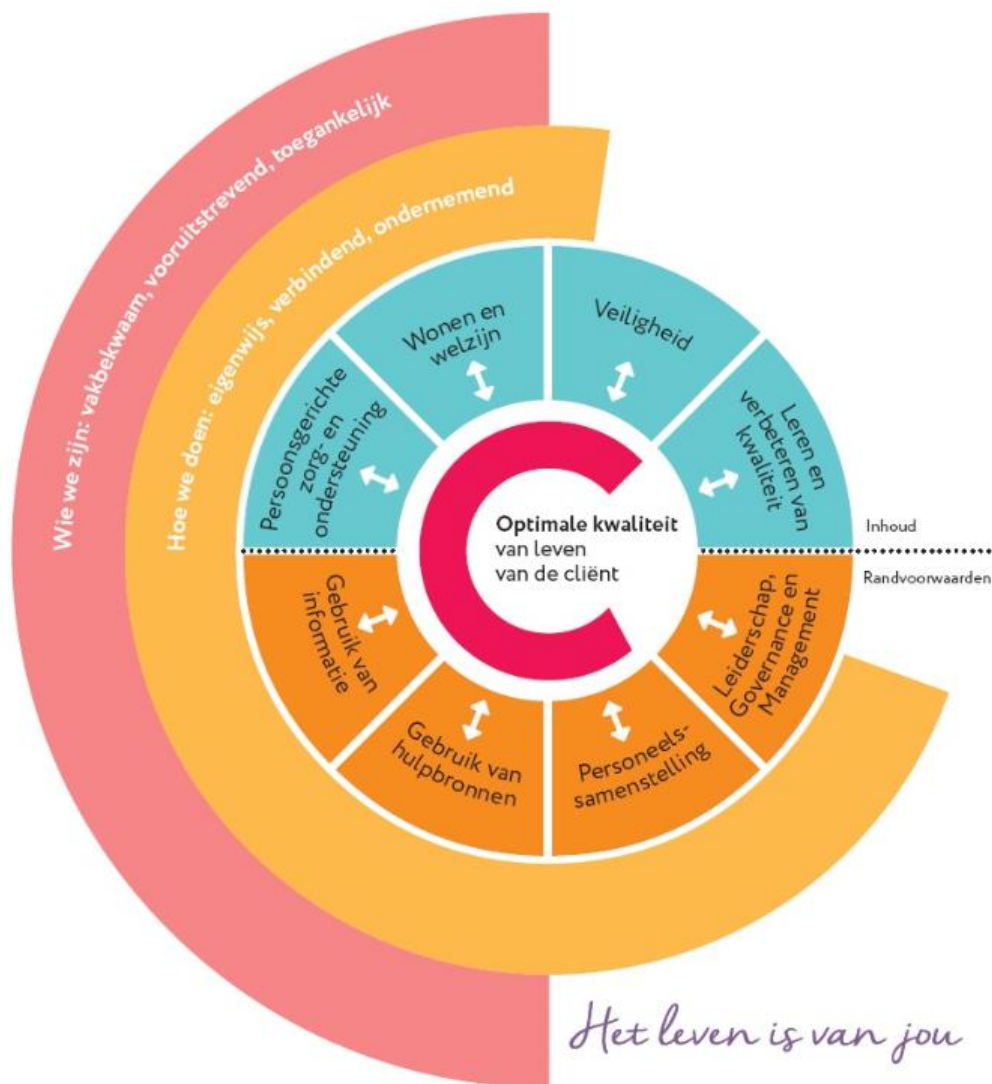 Wie we zijn: vakbekwaam, vooruitstrevend, toegankelijk
Hoe we doen: eigenwijs, verbindend, ondernemend
Persoonsgerichte
zorg- en
ondersteuning
Wonen en
welzijn
Veiligheid
Leren en
verbeteren van
kwaliteit
Optimale kwaliteit
van leven
van de cliënt
Inhoud
Randvoorwaarden
Gebruik van
informatie
Gebruik van
hulpbronnen
Personeels-
samenstelling
Leiderschap,
Governance en
Management
Het leven is van jou